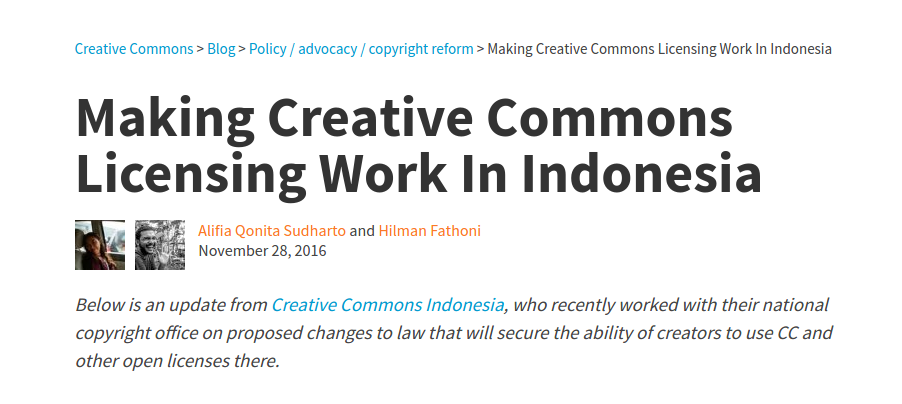 Creative Commons > Blog > Policy / advocacy / copyright reform > Making Creative Commons Licensing Work In Indonesia
Making Creative Commons
Licensing Work In Indonesia
Alifia Qonita Sudharto and Hilman Fathoni
November 28, 2016
Below is an update from Creative Commons Indonesia, who recently worked with their national
copyright office on proposed changes to law that will secure the ability of creators to use CC and
other open licenses there.